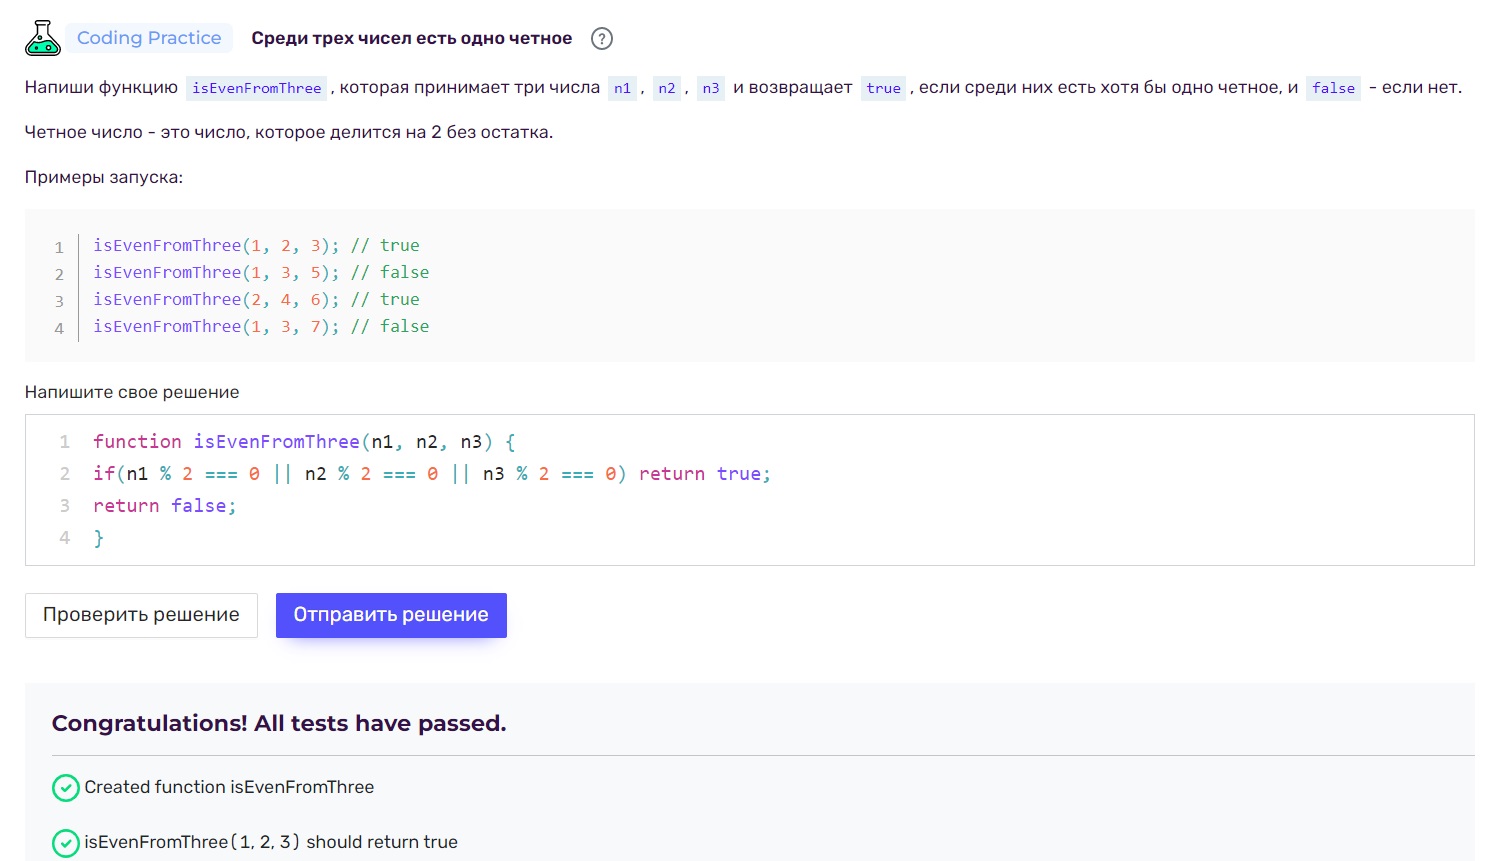 Coding Practice Среди трех чисел есть одно четное ?
Напиши функцию isEvenFromThree , которая принимает три числа n1 , n2 , n3 и возвращает true , если среди них есть хотя бы одно четное, и false - если нет.
Четное число - это число, которое делится на 2 без остатка.
Примеры запуска:
1 isEvenFromThree(1, 2, 3); // true
2 isEvenFromThree(1, 3, 5); // false
3 isEvenFromThree(2, 4, 6); // true
4 isEvenFromThree(1, 3, 7); // false
Напишите свое решение
1 function isEvenFromThree(n1, n2, n3) {
2 if(n1 % 2 === 0 || n2 % 2 === 0 || n3 % 2 === 0) return true;
3 return false;
4 }
Проверить решение Отправить решение
Congratulations! All tests have passed.
Created function isEvenFromThree
isEvenFromThree(1, 2, 3) should return true